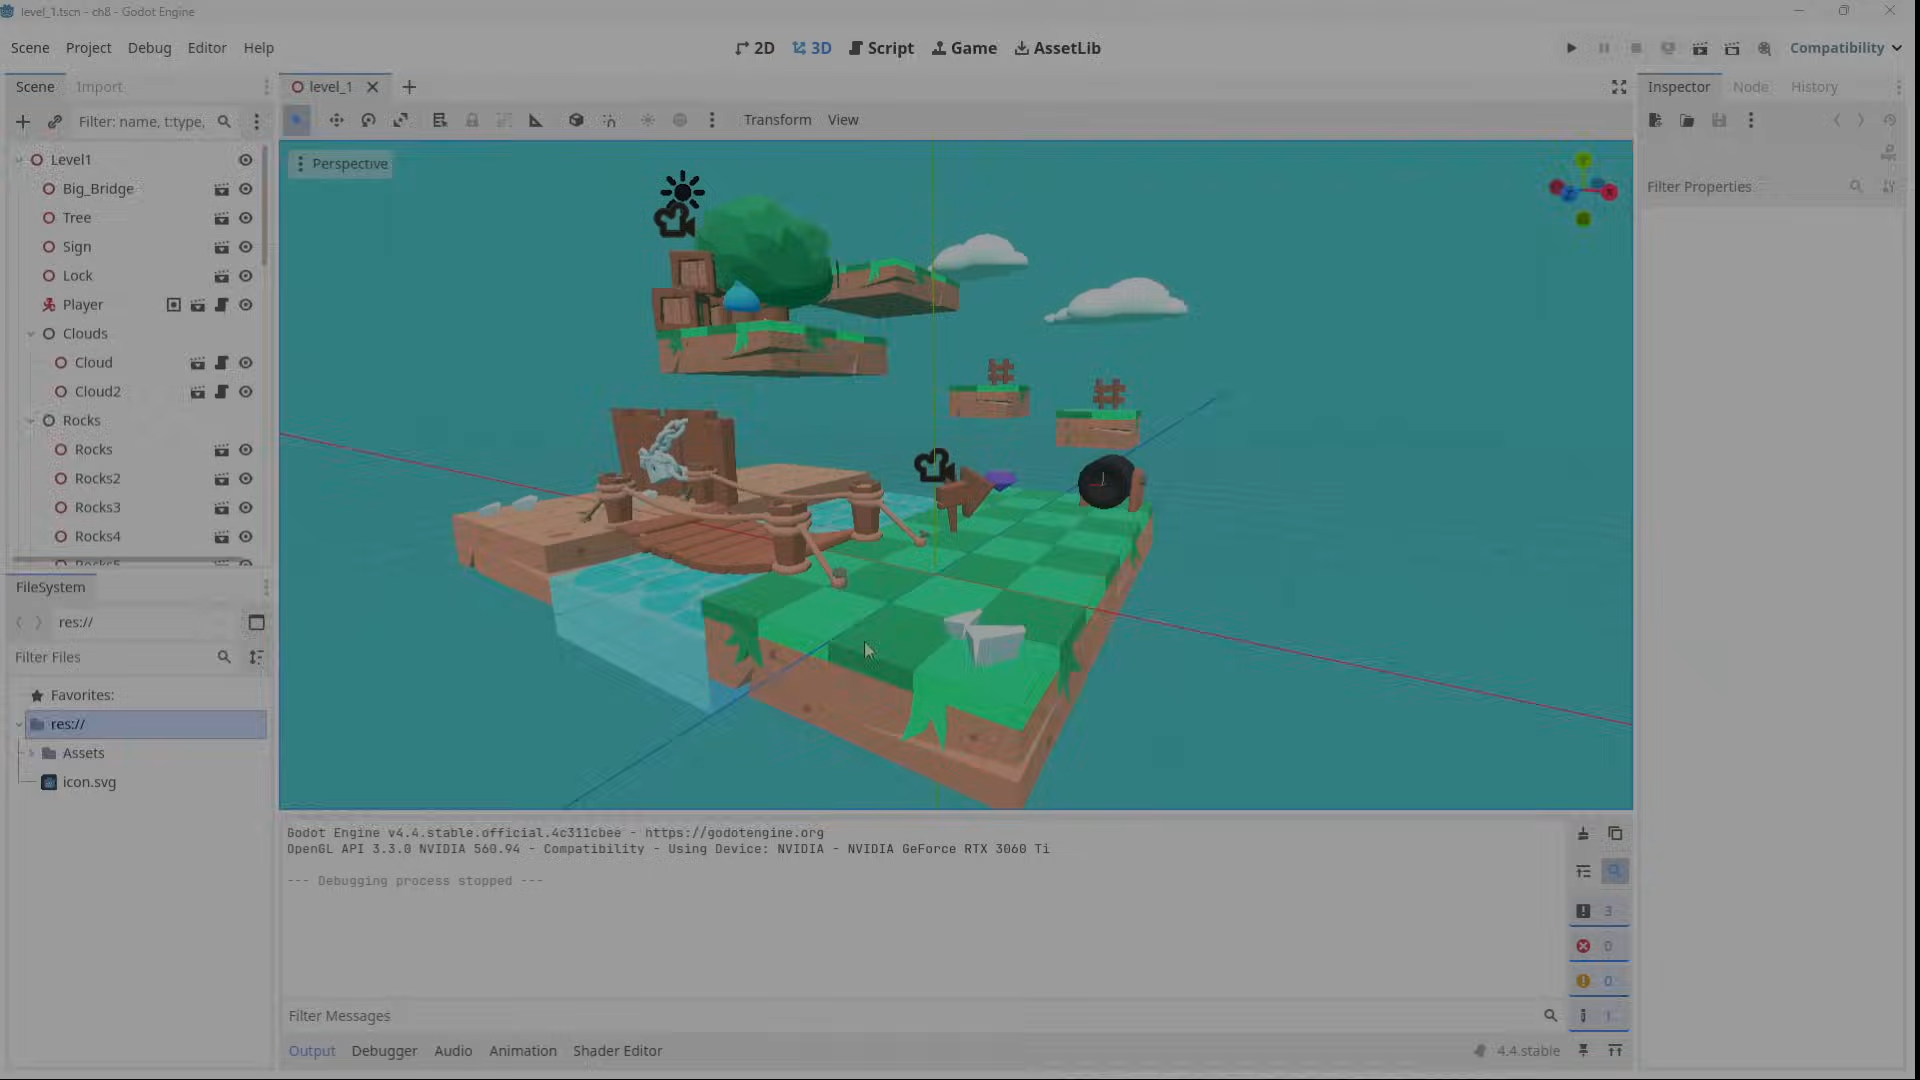 level_1.tscn - ch8 - Godot Engine
Scene Project Debug Editor Help
2D 3D Script Game AssetLib
Compatibility
Scene Import
level_1
Inspector Node History
Filter: name, t:type,
Transform View
Level1
Perspective
Big_Bridge
Filter Properties
Tree
Sign
Lock
Player
Clouds
Cloud
Cloud2
Rocks
Rocks
Rocks2
Rocks3
Rocks4
Rocks5
FileSystem
res://
Filter Files
Favorites:
res://
Assets
icon.svg
Godot Engine v4.4.stable.official.4c311cbee - https://godotengine.org
OpenGL API 3.3.0 NVIDIA 560.94 - Compatibility - Using Device: NVIDIA - NVIDIA GeForce RTX 3060 Ti
--- Debugging process stopped ---
3
0
0
1
Filter Messages
Output Debugger Audio Animation Shader Editor
4.4.stable